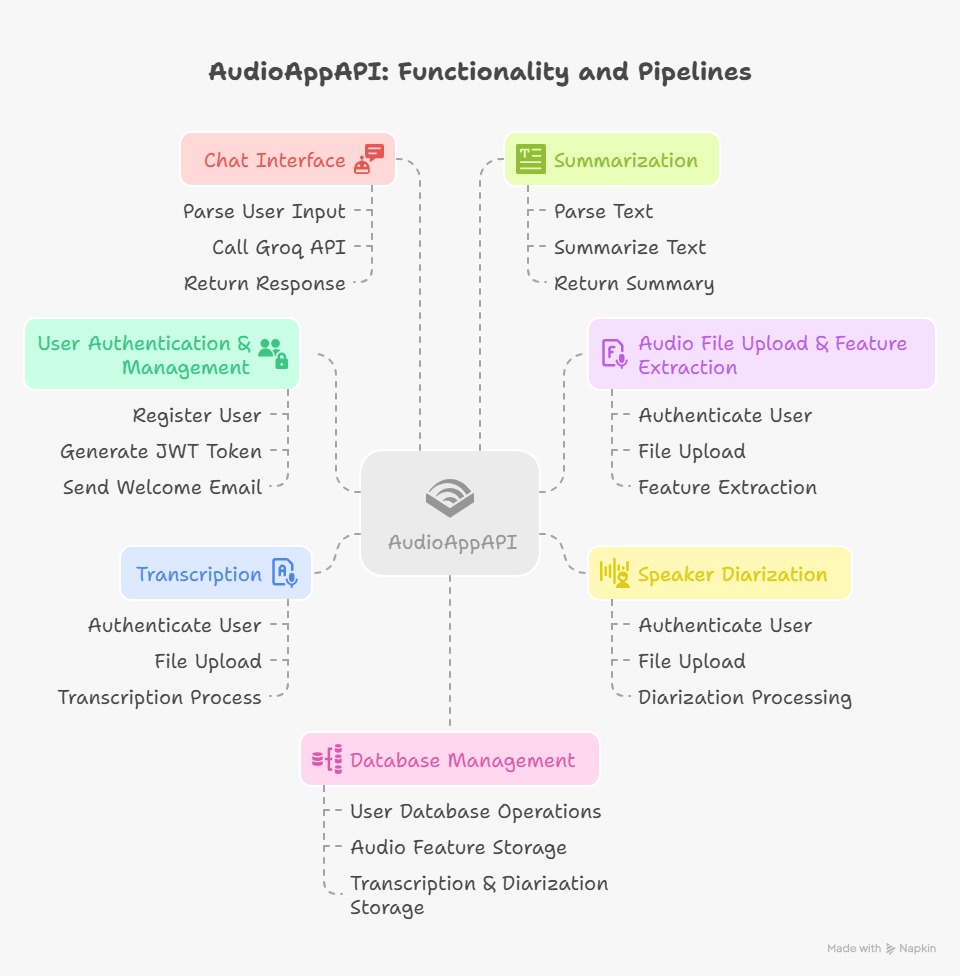 AudioAppAPI: Functionality and Pipelines
Chat Interface
Parse User Input
Call Groq API
Return Response
Summarization
Parse Text
Summarize Text
Return Summary
User Authentication &
Management
Register User
Generate JWT Token
Send Welcome Email
Audio File Upload & Feature
Extraction
Authenticate User
File Upload
Feature Extraction
AudioAppAPI
Transcription
Authenticate User
File Upload
Transcription Process
Speaker Diarization
Authenticate User
File Upload
Diarization Processing
Database Management
User Database Operations
Audio Feature Storage
Transcription & Diarization
Storage
Made with Napkin